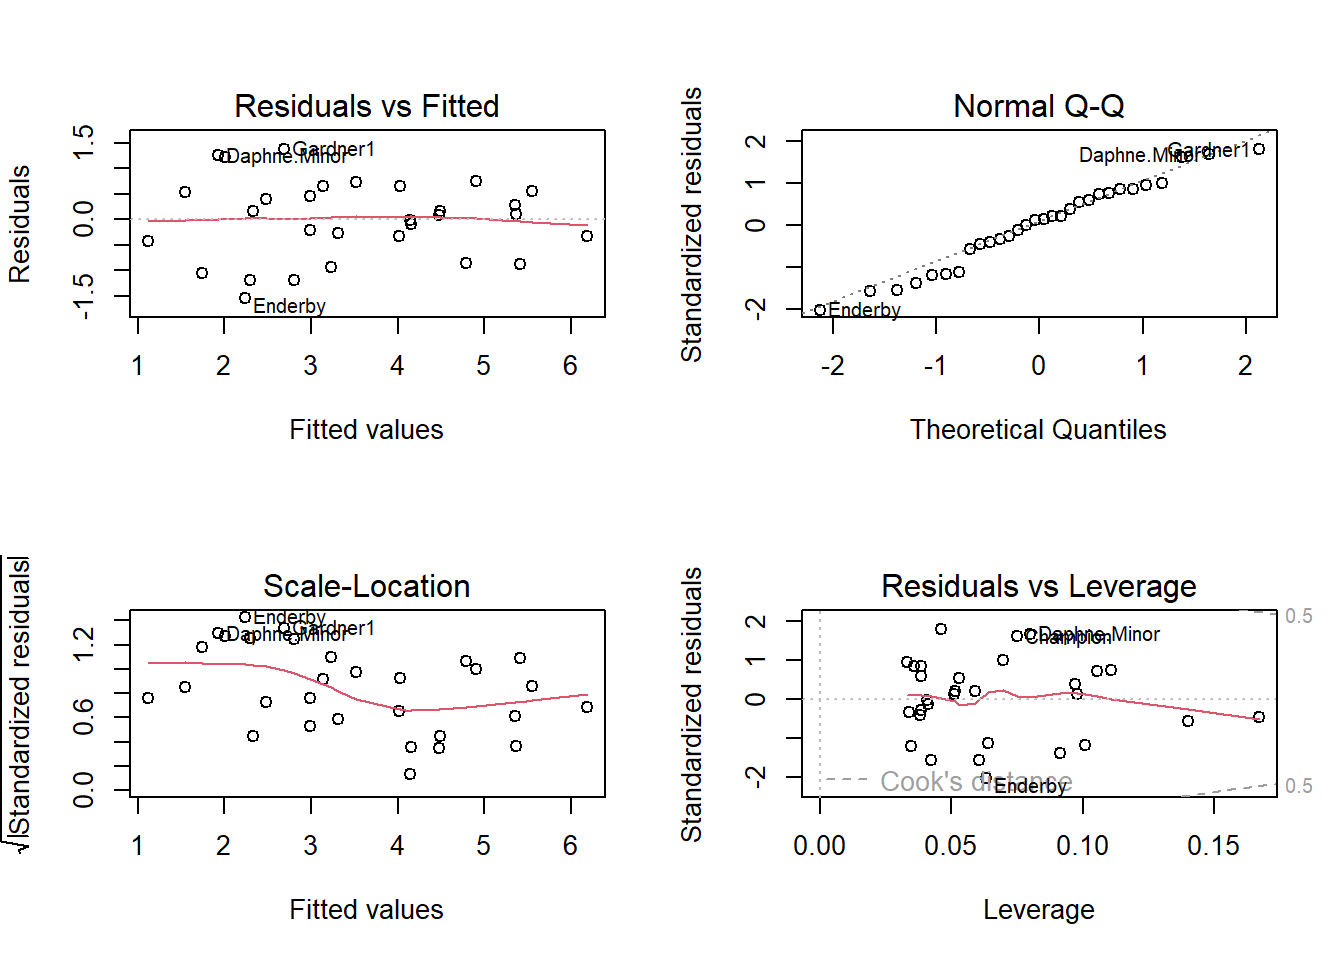 Residuals vs Fitted
Residuals
1.5
0.0
-1.5
Gardner1
Daphne.Minor
Enderby
1 2 3 4 5 6
Fitted values
Normal Q-Q
Standardized residuals
2
1
0
-2
Daphne.Minor
Gardner1
Enderby
-2 -1 0 1 2
Theoretical Quantiles
Scale-Location
√|Standardized residuals|
1.2
0.6
0.0
Enderby
Gardner1
Daphne.Minor
1 2 3 4 5 6
Fitted values
Residuals vs Leverage
Standardized residuals
2
1
0
-2
0.5
Daphne.Minor
Champion
Cook's distance
Enderby
0.5
0.00 0.05 0.10 0.15
Leverage